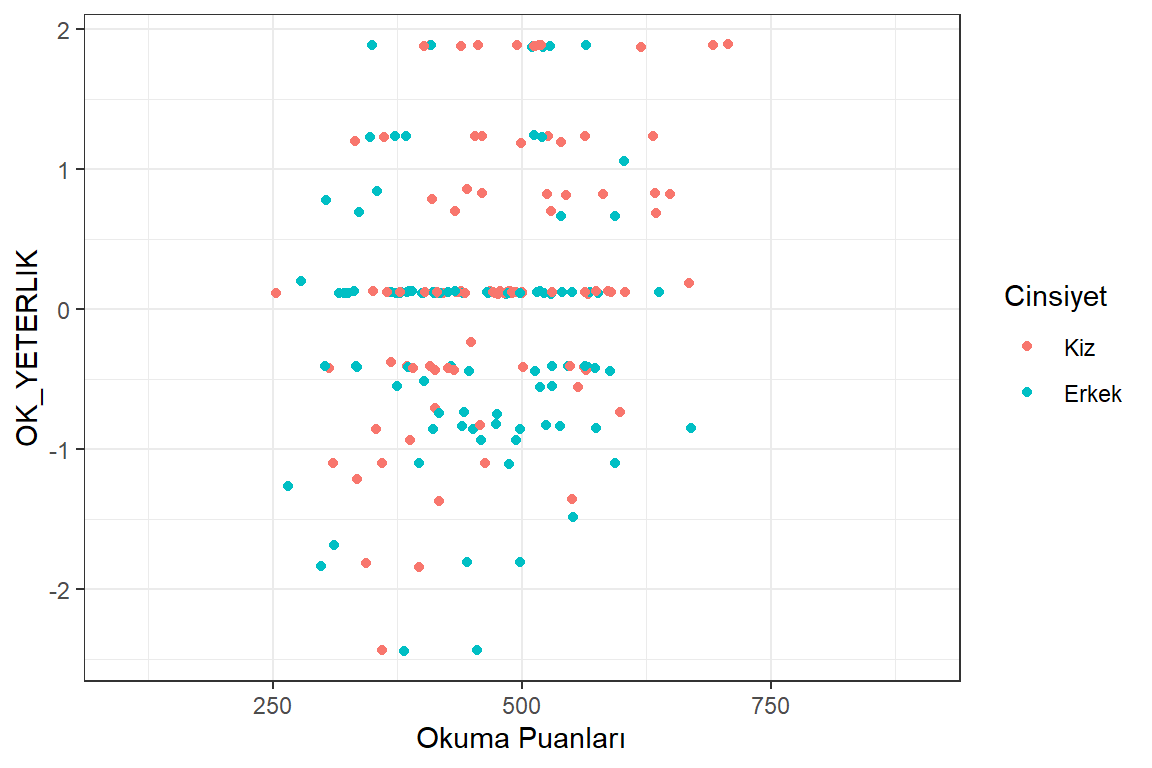 2
1
0
-1
-2
OK_YETERLIK
250 500 750
Okuma Puanları
Cinsiyet
Kiz
Erkek